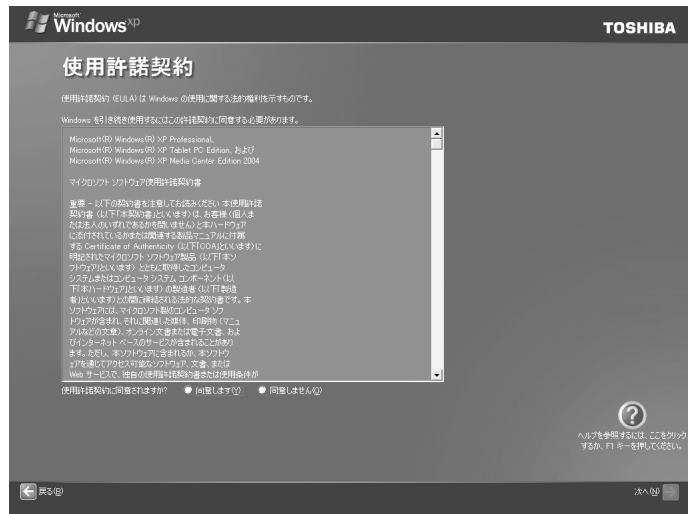 Microsoft
Windows xp
TOSHIBA
使用許諾契約
使用許諾契約 (EULA) は Windows の使用に関する法的権利を示すものです。
Windows を引き続き使用するにはこの許諾契約に同意する必要があります。
Microsoft(R) Windows(R) XP Professional、
Microsoft(R) Windows(R) XP Tablet PC Edition、および
Microsoft(R) Windows(R) XP Media Center Edition 2004
マイクロソフト ソフトウェア使用許諾契約書
重要 – 以下の契約書を注意してお読みください 本使用許諾
契約書 (以下「本契約書」といいます) は、お客様 (個人ま
たは法人のいずれであるかを問いません) と本ハードウェア
に添付されているかまたは関連する製品マニュアルに付属
する Certificate of Authenticity (以下「COA」といいます) に
明記されたマイクロソフト ソフトウェア製品 (以下「本ソ
フトウェア」といいます) とともに取得したコンピュータ
システムまたはコンピュータ システム コンポーネント (以
下「本ハードウェア」といいます) の製造者 (以下「製造
者」といいます) との間に締結される法的な契約書です。本
ソフトウェアには、マイクロソフト製のコンピュータ ソフ
トウェアが含まれ、それに関連した媒体、印刷物 (マニュ
アルなどの文書)、オンライン文書または電子文書、およ
びインターネット ベースのサービスが含まれることがあり
ます。ただし、本ソフトウェアに含まれるか、本ソフトウ
ェアを通じてアクセス可能なソフトウェア、文書、または
Web サービスで、独自の使用許諾契約書または使用条件が
使用許諾契約に同意されますか? 同意します(Y) 同意しません(O)
ヘルプを参照するには、ここをクリック
するか、F1 キーを押してください。
戻る(B)
次へ(N)